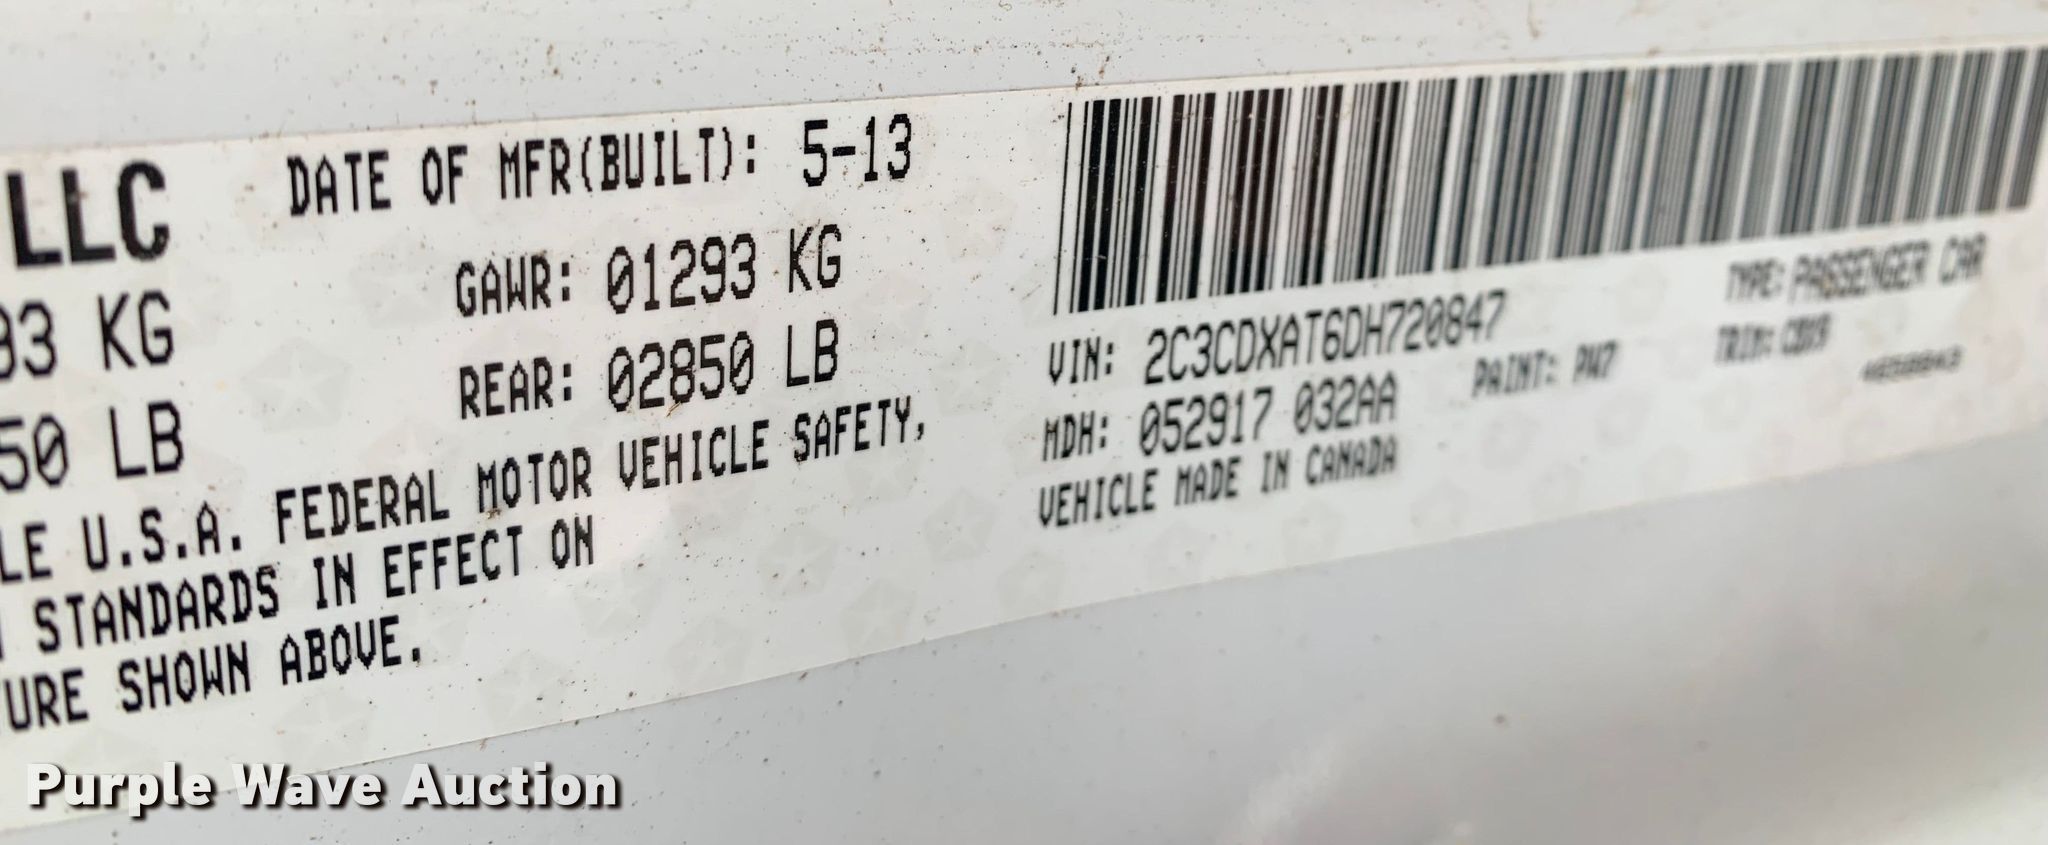 LLC DATE OF MFR(BUILT): 5-13
93 KG GAWR: 01293 KG
50 LB REAR: 02850 LB
LE U.S.A. FEDERAL MOTOR VEHICLE SAFETY,
STANDARDS IN EFFECT ON
URE SHOWN ABOVE.
VIN: 2C3CDXAT6DH720847 TYPE: PASSENGER CAR
MDH: 052917 032AA PAINT: PW7 TRIM:
VEHICLE MADE IN CANADA
Purple Wave Auction